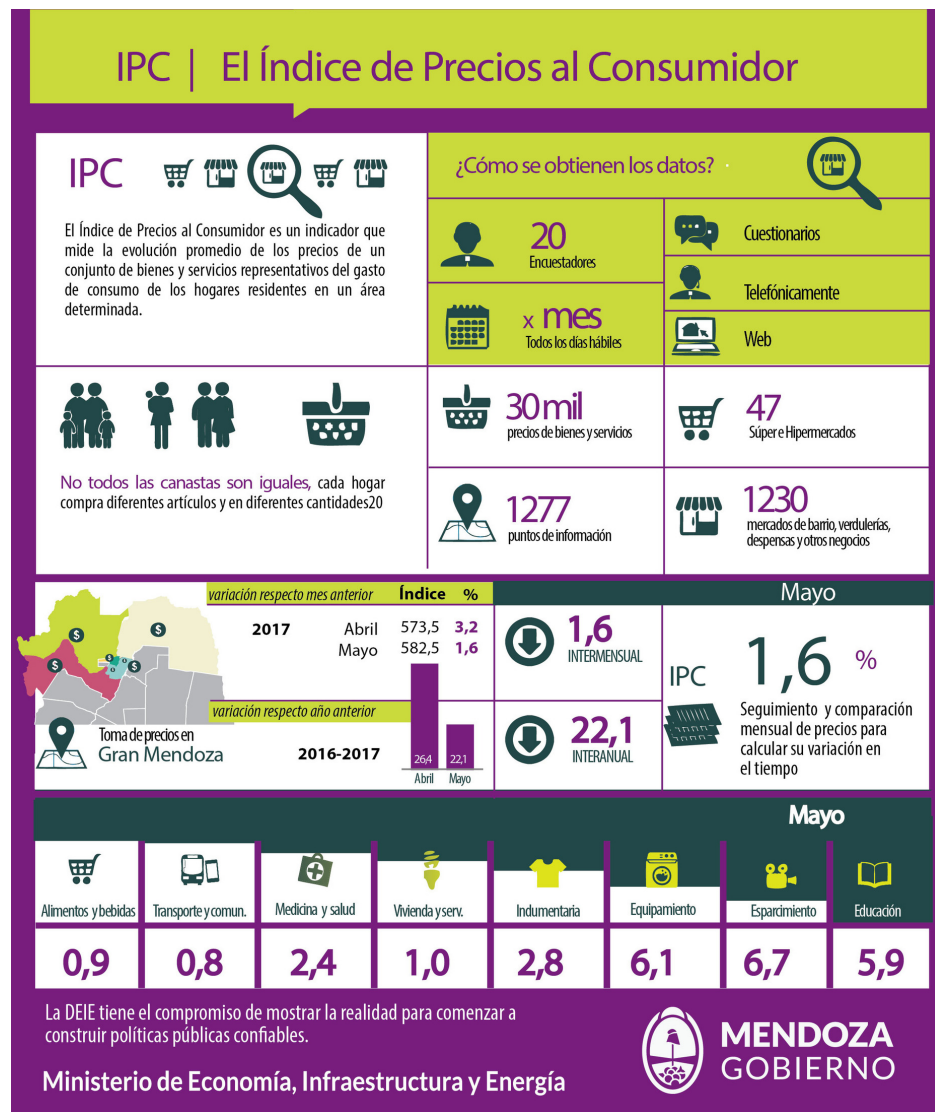 IPC | El Índice de Precios al Consumidor
IPC
El Índice de Precios al Consumidor es un indicador que
mide la evolución promedio de los precios de un
conjunto de bienes y servicios representativos del gasto
de consumo de los hogares residentes en un área
determinada.
¿Cómo se obtienen los datos?
20
Encuestadores
x mes
Todos los días hábiles
Cuestionarios
Telefónicamente
Web
No todos las canastas son iguales, cada hogar
compra diferentes artículos y en diferentes cantidades20
30 mil
precios de bienes y servicios
47
Súper e Hipermercados
1277
puntos de información
1230
mercados de barrio, verdulerías,
despensas y otros negocios
$
$
$
$
Toma de precios en
Gran Mendoza
variación respecto mes anterior Índice %
2017 Abril 573,5 3,2
Mayo 582,5 1,6
variación respecto año anterior
2016-2017
26,4 22,1
Abril Mayo
1,6
INTERMENSUAL
22,1
INTERANUAL
Mayo
IPC 1,6 %
Seguimiento y comparación
mensual de precios para
calcular su variación en
el tiempo
Mayo
Alimentos y bebidas Transporte y comun. Medicina y salud Vivienda y serv. Indumentaria Equipamiento Esparcimiento Educación
0,9 0,8 2,4 1,0 2,8 6,1 6,7 5,9
La DEIE tiene el compromiso de mostrar la realidad para comenzar a
construir políticas públicas confiables.
Ministerio de Economía, Infraestructura y Energía
MENDOZA
GOBIERNO